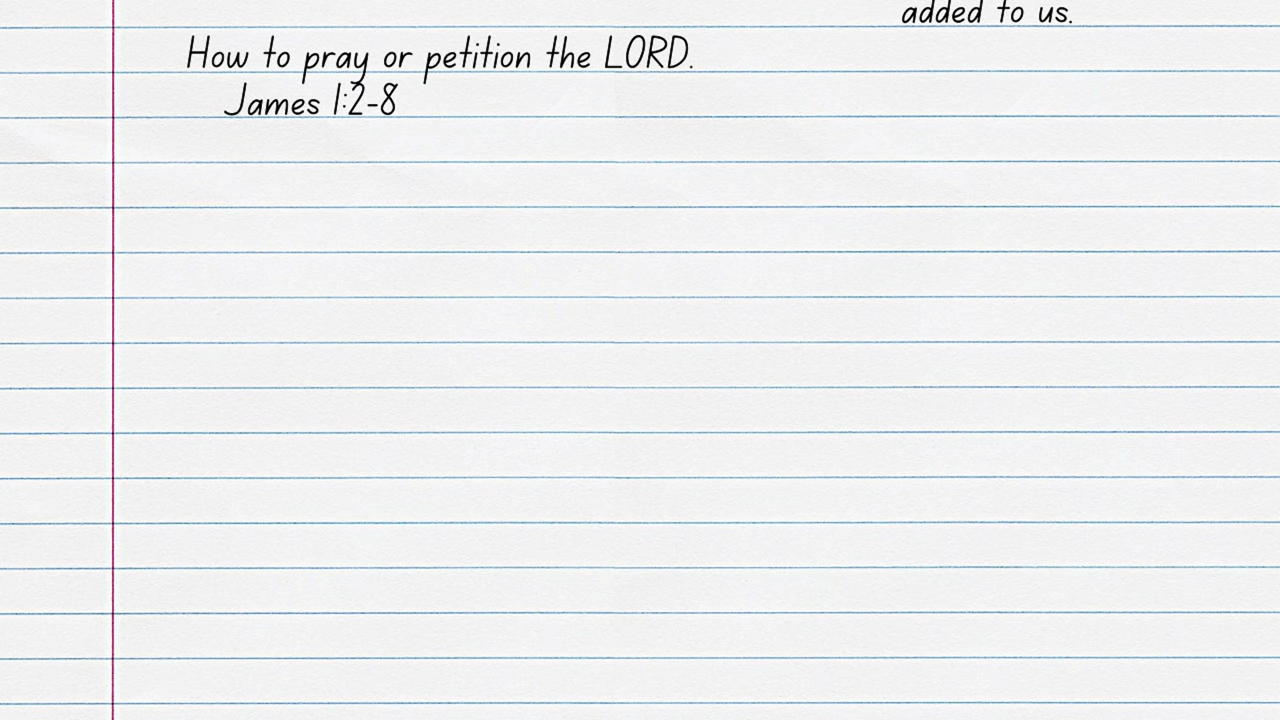 added to us.
How to pray or petition the LORD.
James 1:2-8